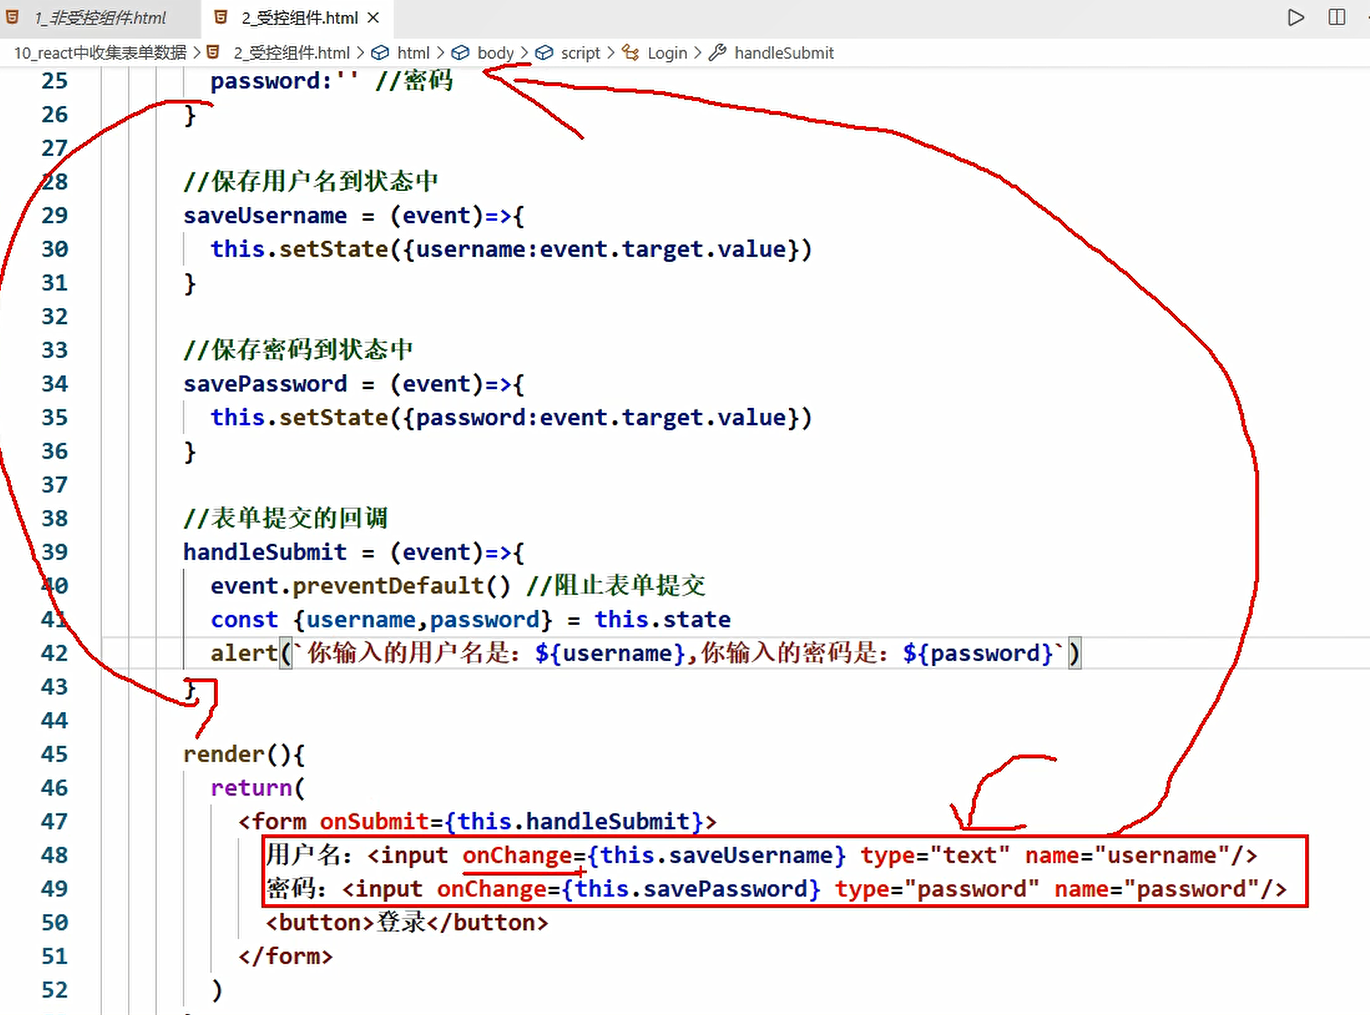 1_非受控组件.html
2_受控组件.html ×
10_react中收集表单数据 > 2_受控组件.html > html > body > script > Login > handleSubmit
25 password:'' //密码
26 }
27
28 //保存用户名到状态中
29 saveUsername = (event)=>{
30 this.setState({username:event.target.value})
31 }
32
33 //保存密码到状态中
34 savePassword = (event)=>{
35 this.setState({password:event.target.value})
36 }
37
38 //表单提交的回调
39 handleSubmit = (event)=>{
40 event.preventDefault() //阻止表单提交
41 const {username,password} = this.state
42 alert(`你输入的用户名是：${username},你输入的密码是：${password}`)
43 }
44
45 render(){
46 return(
47 <form onSubmit={this.handleSubmit}>
48 用户名：<input onChange={this.saveUsername} type="text" name="username"/>
49 密码：<input onChange={this.savePassword} type="password" name="password"/>
50 <button>登录</button>
51 </form>
52 )